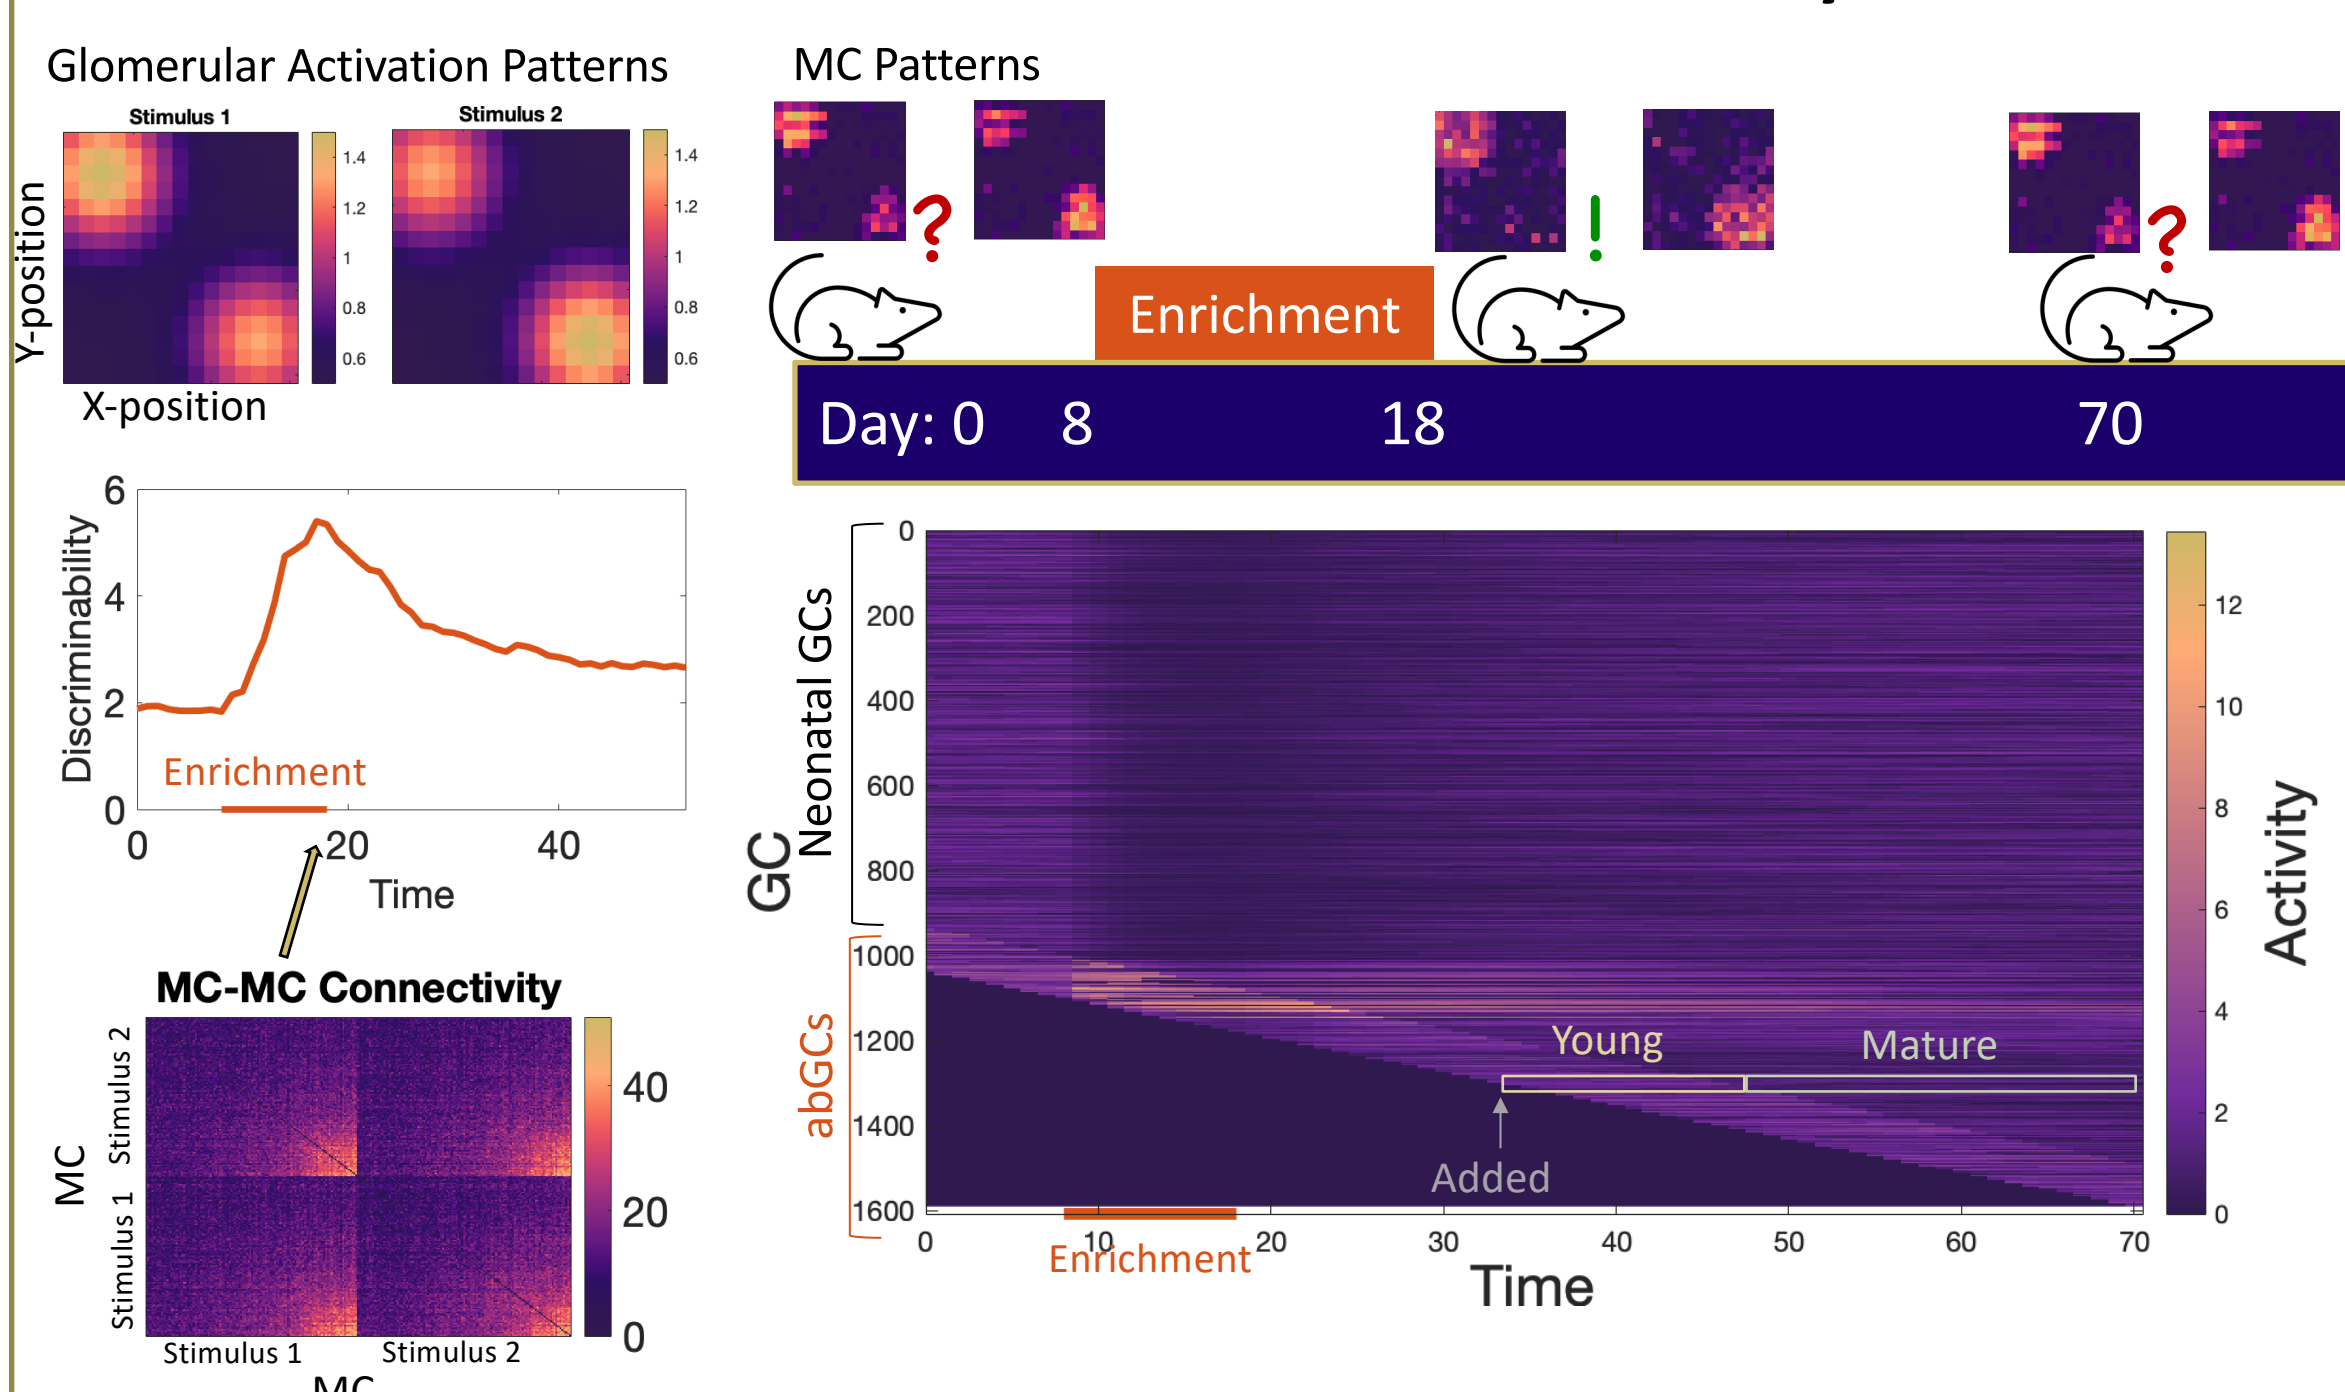 Glomerular Activation Patterns
Stimulus 1
Stimulus 2
Y-position
X-position
1.4
1.2
1
0.8
0.6
1.4
1.2
1
0.8
0.6
MC Patterns
?
!
?
Enrichment
Day: 0 8 18 70
Discriminability
6
4
2
0
Enrichment
0 20 40
Time
MC-MC Connectivity
MC
Stimulus 2
Stimulus 1
Stimulus 1 Stimulus 2
MC
40
20
0
GC
Neonatal GCs
abGCs
0
200
400
600
800
1000
1200
1400
1600
Young
Mature
Added
0 10 20 30 40 50 60 70
Enrichment
Time
12
10
8
6
4
2
0
Activity